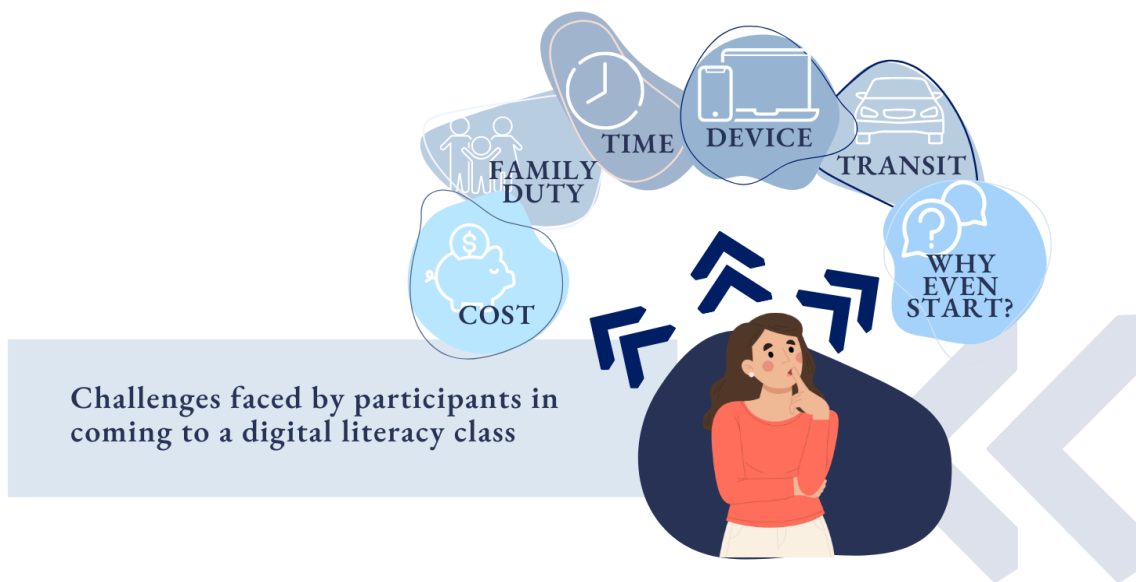 COST
FAMILY
DUTY
TIME
DEVICE
TRANSIT
WHY
EVEN
START?
Challenges faced by participants in
coming to a digital literacy class